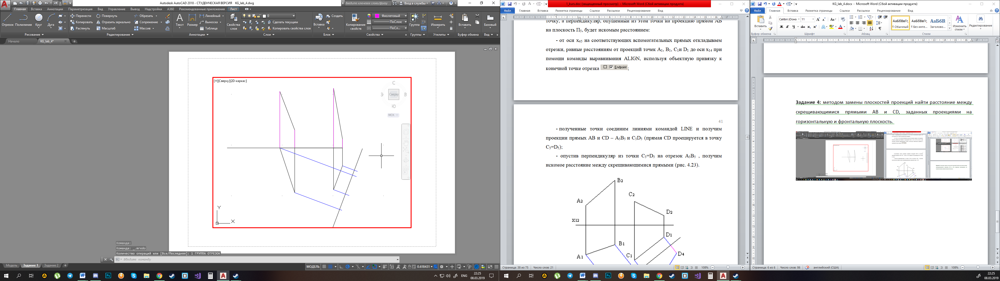 Autodesk AutoCAD 2018 - СТУДЕНЧЕСКАЯ ВЕРСИЯ KG_lab_4.dwg
Введите ключевое слово/фразу
Вход в службы
Главная Вставка Аннотации Параметризация Вид Управление Вывод Надстройки A360 Рекомендованные приложения Лист
Отрезок Полилиния Круг Дуга
Перенести Повернуть Обрезать
Копировать Отразить зеркально Сопряжение
Растянуть Масштаб Массив
Текст Размер
Линейный
Выноска
Таблица
Свойства слоя
0
Сделать текущим
Копировать свойства слоя
Вставка
Создать
Копирование свойств
Фиолетовый
ПоСлою
ПоСл...
Группа
Измерить
Вставить
Базовый
Рисование Редактирование Аннотации Слои Блок Свойства Группы Утилиты Буфер обмена Вид
Начало KG_lab_4*
[+][Сверху][2D-каркас]
С
З Сверху В
Ю
МСК
Y
X
Команда:
Команда: _.mredo
Количество операций или [Все/Последняя]: 1 ГРУППА ОТРЕЗОК
Введите команду
Модель Задание 1 Задание 2
МОДЕЛЬ
0.618431
ENG
22:25
08.03.2019
1_kurs.doc (защищенный просмотр) - Microsoft Word (Сбой активации продукта)
Файл Главная Вставка Разметка страницы Ссылки Рассылки Рецензирование Вид
точку, а перпендикуляр, опущенный из этой точки на проекцию прямой АВ
на плоскость П5, будет искомым расстоянием:
- от оси x45 на соответствующих вспомогательных прямых откладываем
отрезки, равные расстояниям от проекций точек А1, В1, С1и D1 до оси x14 при
помощи команды выравнивания ALIGN, используя объектную привязку к
конечной точке отрезка Endpoint;
41
- полученные точки соединим линиями командой LINE и получим
проекции прямых АВ и CD – A5B5 и C5D5 (прямая CD проецируется в точку
C5=D5);
- опустив перпендикуляр из точки C5=D5 на отрезок A5B5 , получим
искомое расстояние между скрещивающимися прямыми (рис. 4.23).
B2
C2
A2
D2
X12
D1
B1
D4
C1
A1
Страница: 38 из 75 Число слов: 21
108%
KG_lab_4.docx - Microsoft Word (Сбой активации продукта)
Файл Главная Вставка Разметка страницы Ссылки Рассылки Рецензирование Вид
Вставить
Calibri (Осно 11
Ж К Ч
АаБбВвГг, АаБбВвГг, АаБбВ
¶ Обычный ¶ Без инте... Заголово...
Изменить стили
Редактирование
Буфер обмена Шрифт Абзац Стили
Задание 4: методом замены плоскостей проекций найти расстояние между
скрещивающимися прямыми AB и CD, заданных проекциями на
горизонтальную и фронтальную плоскость.
Страница: 6 из 6 Число слов: 86 английский (США)
108%
22:25
08.03.2019